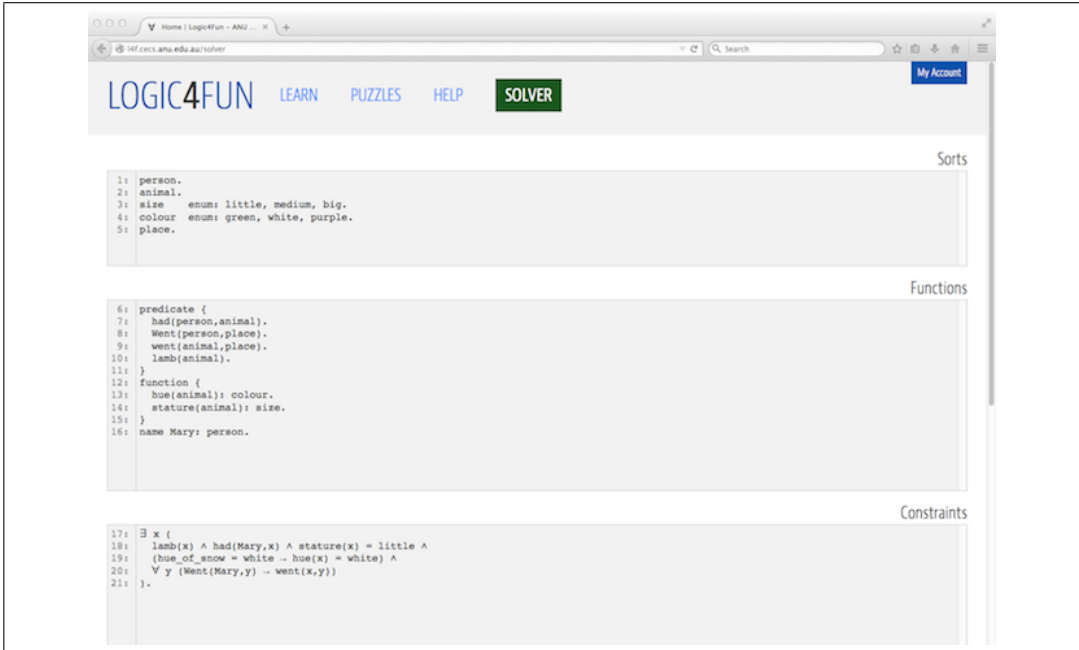 ∀ Home | Logic4Fun - ANU ... × +
l4f.cecs.anu.edu.au/solver Search
My Account
LOGIC4FUN LEARN PUZZLES HELP SOLVER
Sorts
1: person.
2: animal.
3: size enum: little, medium, big.
4: colour enum: green, white, purple.
5: place.
Functions
6: predicate {
7: had(person,animal).
8: Went(person,place).
9: went(animal,place).
10: lamb(animal).
11: }
12: function {
13: hue(animal): colour.
14: stature(animal): size.
15: }
16: name Mary: person.
Constraints
17: ∃ x (
18: lamb(x) ∧ had(Mary,x) ∧ stature(x) = little ∧
19: (hue_of_snow = white → hue(x) = white) ∧
20: ∀ y (Went(Mary,y) → went(x,y))
21: ).